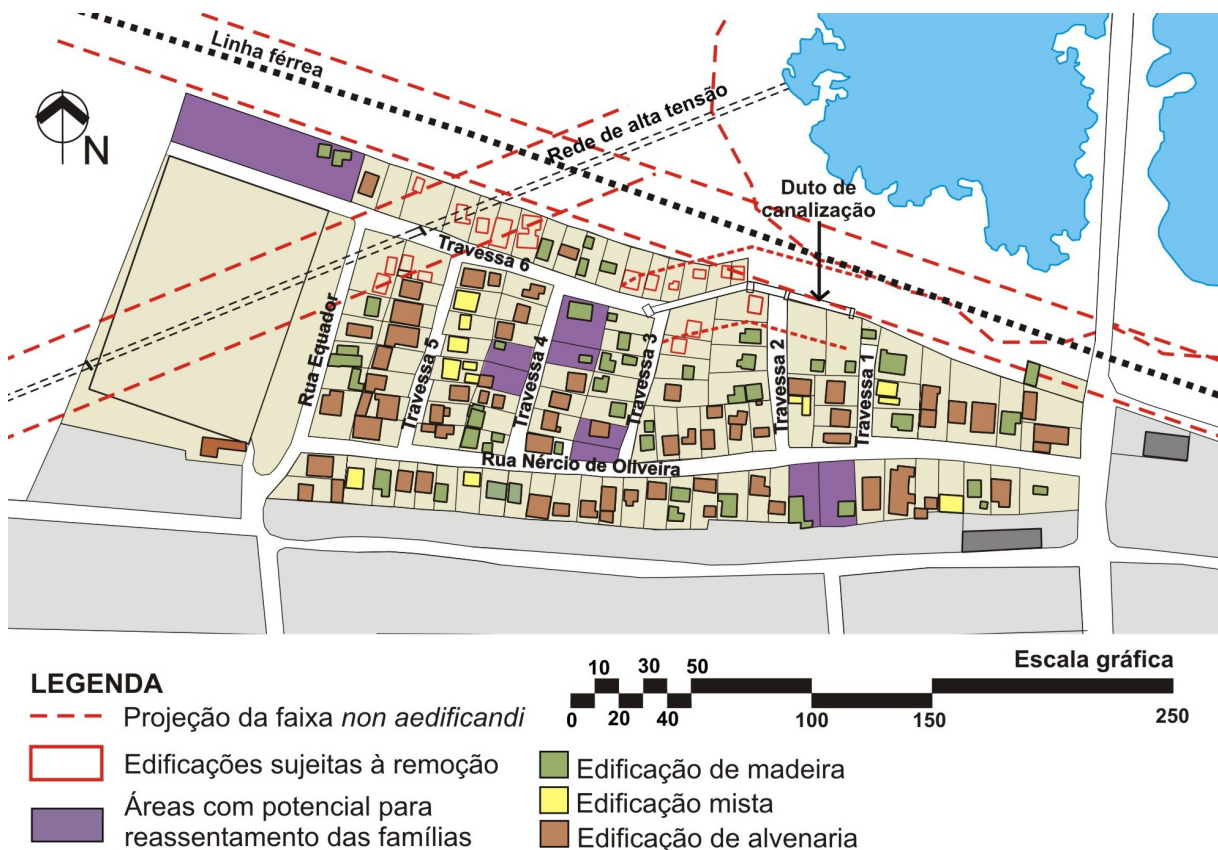 Linha férrea
Rede de alta tensão
N
Duto de
canalização
Travessa 6
Rua Equador
Travessa 5
Travessa 4
Travessa 3
Travessa 2
Travessa 1
Rua Nércio de Oliveira
LEGENDA
Projeção da faixa non aedificandi
Edificações sujeitas à remoção
Áreas com potencial para
reassentamento das famílias
10 30 50
Escala gráfica
0 20 40 100 150 250
Edificação de madeira
Edificação mista
Edificação de alvenaria